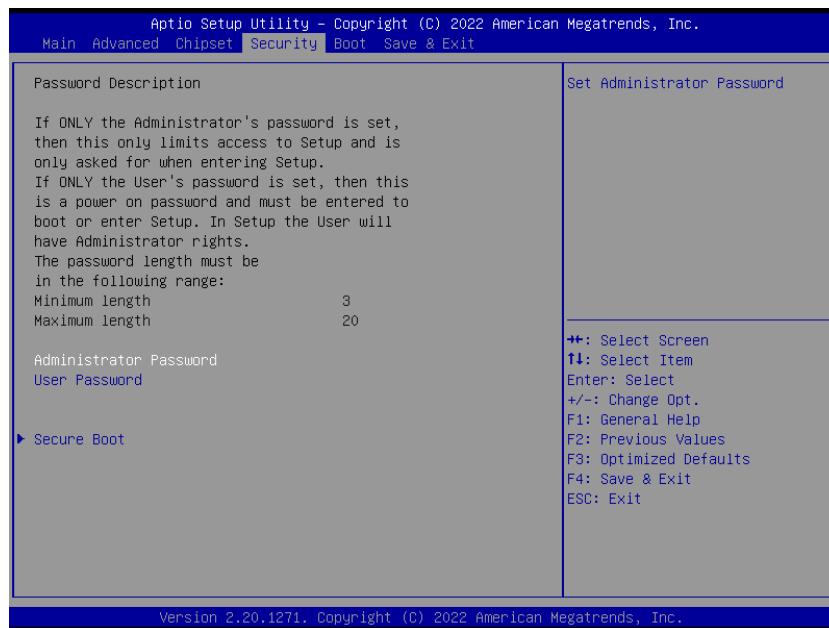 Aptio Setup Utility – Copyright (C) 2022 American Megatrends, Inc.
Main Advanced Chipset Security Boot Save & Exit
Password Description
If ONLY the Administrator's password is set,
then this only limits access to Setup and is
only asked for when entering Setup.
If ONLY the User's password is set, then this
is a power on password and must be entered to
boot or enter Setup. In Setup the User will
have Administrator rights.
The password length must be
in the following range:
Minimum length 3
Maximum length 20
Administrator Password
User Password
Secure Boot
Set Administrator Password
→←: Select Screen
↑↓: Select Item
Enter: Select
+/-: Change Opt.
F1: General Help
F2: Previous Values
F3: Optimized Defaults
F4: Save & Exit
ESC: Exit
Version 2.20.1271. Copyright (C) 2022 American Megatrends, Inc.